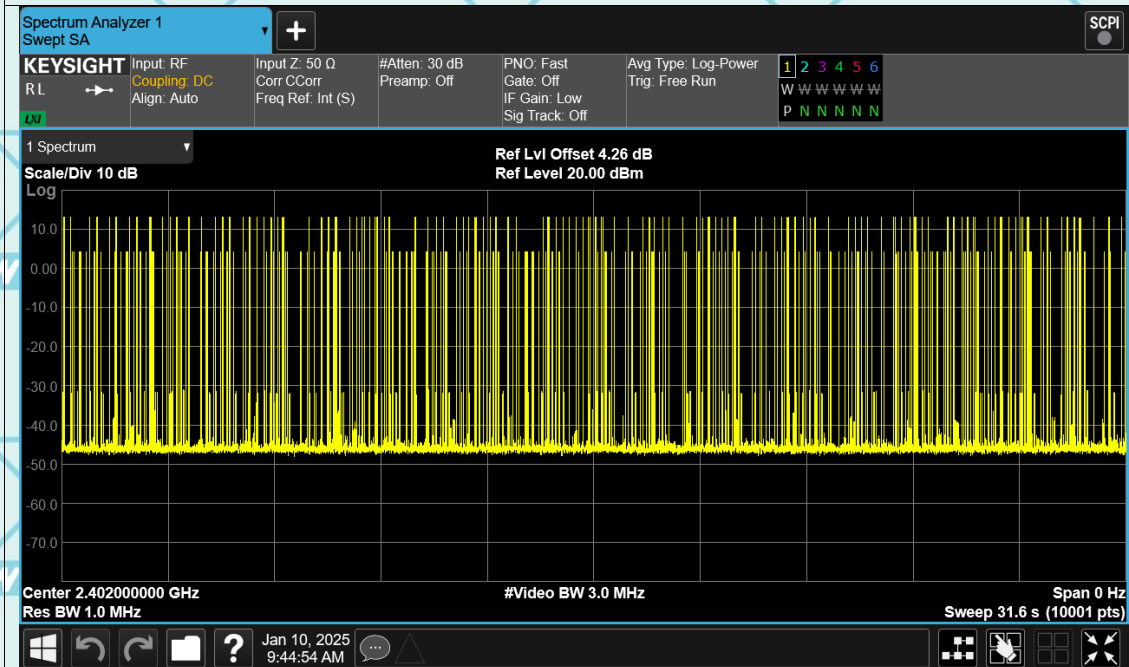 Spectrum Analyzer 1
Swept SA
+
SCPI
KEYSIGHT
R L
LXI
Input: RF
Coupling: DC
Align: Auto
Input Z: 50 Ω
Corr CCorr
Freq Ref: Int (S)
#Atten: 30 dB
Preamp: Off
PNO: Fast
Gate: Off
IF Gain: Low
Sig Track: Off
Avg Type: Log-Power
Trig: Free Run
1 2 3 4 5 6
W W W W W W
P N N N N N
1 Spectrum
Scale/Div 10 dB
Ref Lvl Offset 4.26 dB
Ref Level 20.00 dBm
Log
10.0
0.00
-10.0
-20.0
-30.0
-40.0
-50.0
-60.0
-70.0
Center 2.402000000 GHz
#Video BW 3.0 MHz
Span 0 Hz
Res BW 1.0 MHz
Sweep 31.6 s (10001 pts)
?
Jan 10, 2025
9:44:54 AM